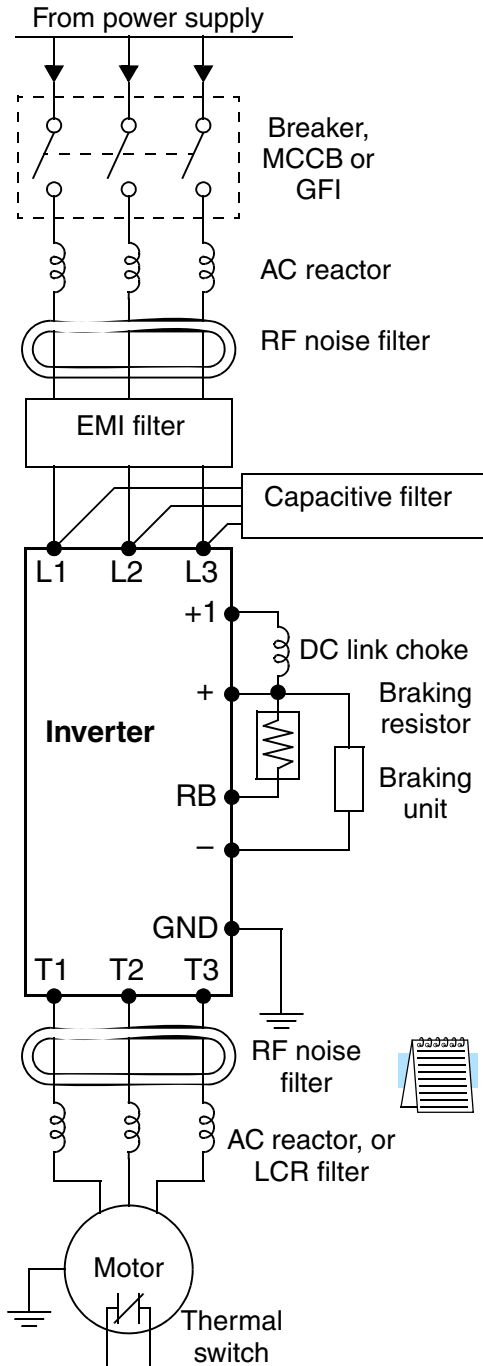 From power supply
Breaker,
MCCB or
GFI
AC reactor
RF noise filter
EMI filter
Capacitive filter
L1 L2 L3
+1
DC link choke
+
Braking
resistor
Inverter
RB
Braking
unit
–
GND
T1 T2 T3
RF noise
filter
AC reactor, or
LCR filter
Motor
Thermal
switch